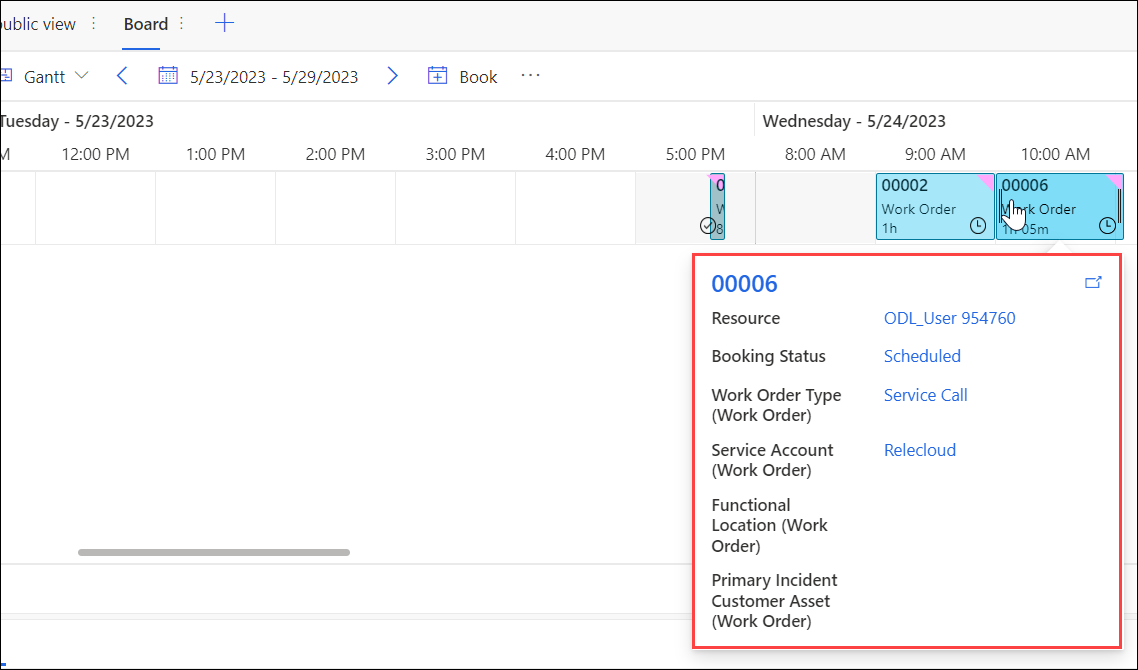 public view Board
Gantt 5/23/2023 - 5/29/2023 Book ...
Tuesday - 5/23/2023 Wednesday - 5/24/2023
M 12:00 PM 1:00 PM 2:00 PM 3:00 PM 4:00 PM 5:00 PM 8:00 AM 9:00 AM 10:00 AM
0 00002 00006
W Work Order Work Order
8 1h 1h 05m
00006
Resource ODL_User 954760
Booking Status Scheduled
Work Order Type Service Call
(Work Order)
Service Account Relecloud
(Work Order)
Functional
Location (Work
Order)
Primary Incident
Customer Asset
(Work Order)